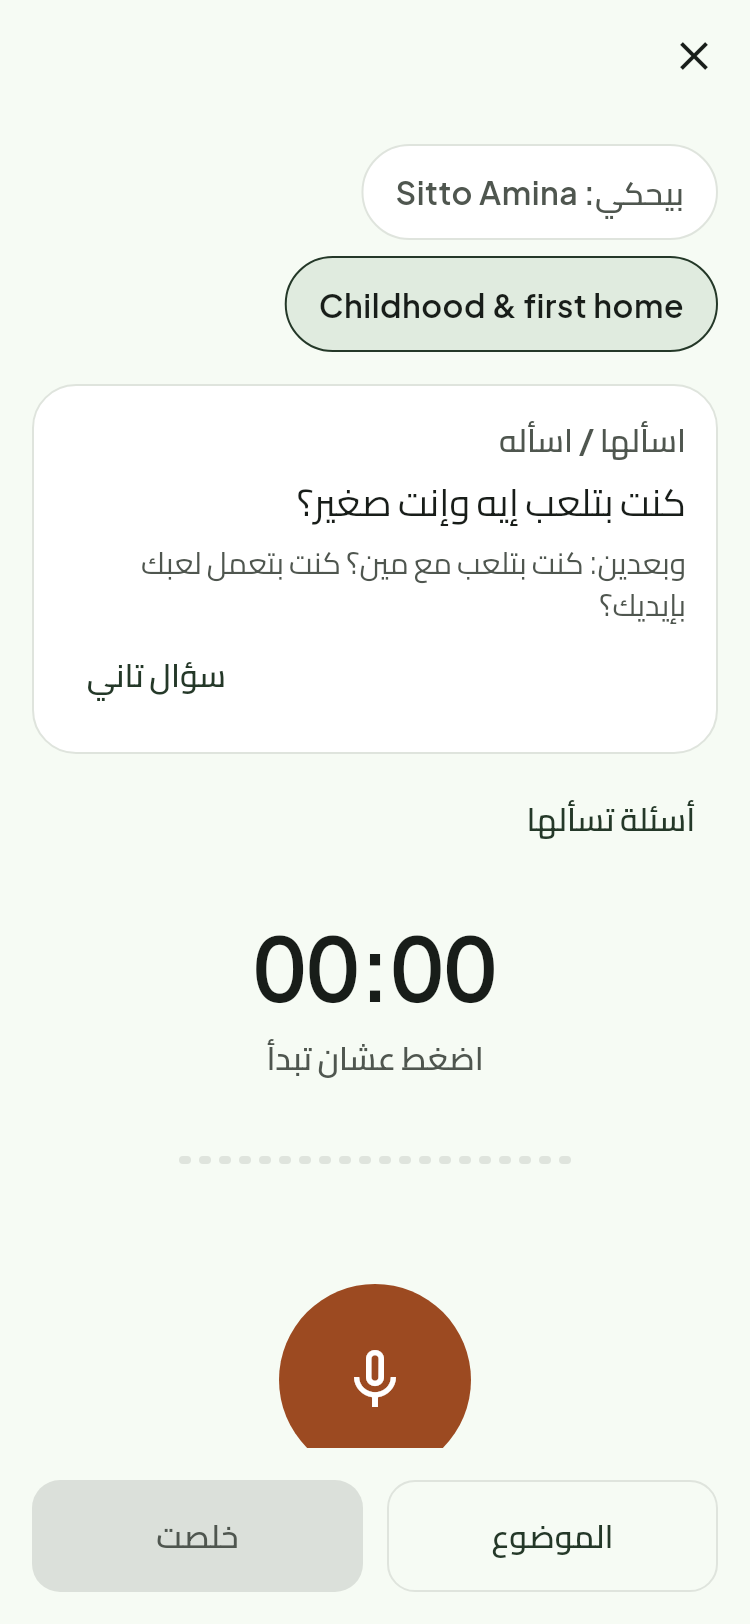 بيحكي: Sitto Amina
Childhood & first home
اسألها / اسأله
كنت بتلعب إيه وإنت صغير؟
وبعدين: كنت بتلعب مع مين؟ كنت بتعمل لعبك
بإيديك؟
سؤال تاني
أسئلة تسألها
00:00
اضغط عشان تبدأ
الموضوع
خلصت